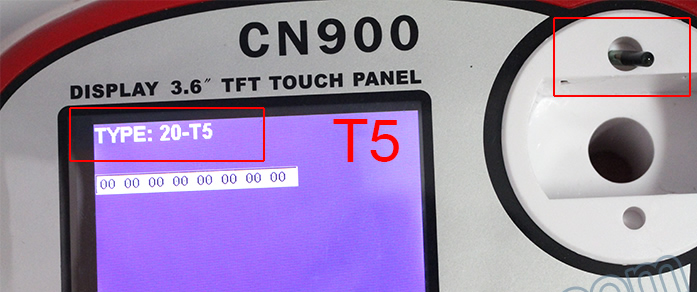 CN900
DISPLAY 3.6″ TFT TOUCH PANEL
TYPE: 20-T5
T5
00 00 00 00 00 00 00 00
com